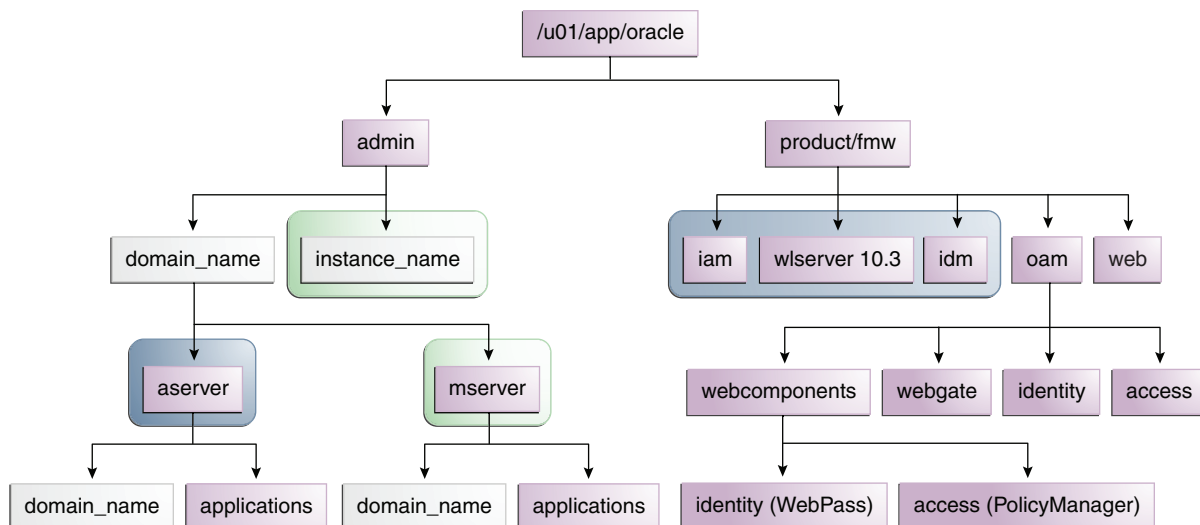 /u01/app/oracle
admin
product/fmw
domain_name
instance_name
iam
wlserver 10.3
idm
oam
web
aserver
mserver
webcomponents
webgate
identity
access
domain_name
applications
domain_name
applications
identity (WebPass)
access (PolicyManager)